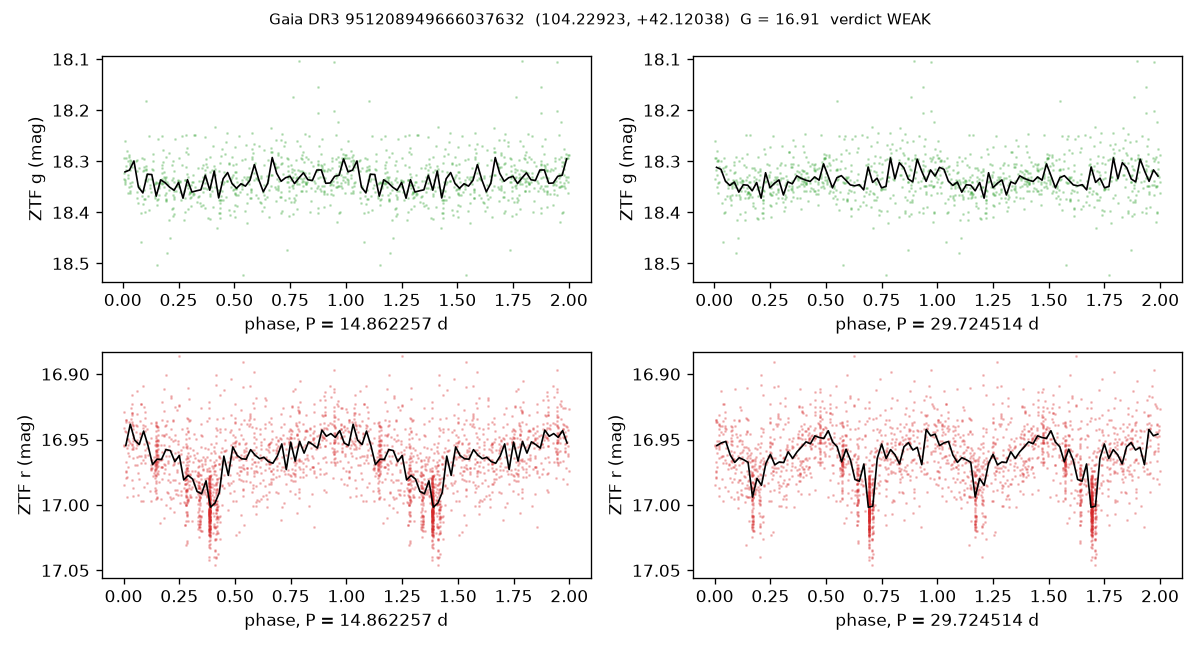 Gaia DR3 951208949666037632 (104.22923, +42.12038) G = 16.91 verdict WEAK
18.1
18.2
18.3
18.4
18.5
ZTF g (mag)
0.00 0.25 0.50 0.75 1.00 1.25 1.50 1.75 2.00
phase, P = 14.862257 d
18.1
18.2
18.3
18.4
18.5
ZTF g (mag)
0.00 0.25 0.50 0.75 1.00 1.25 1.50 1.75 2.00
phase, P = 29.724514 d
16.90
16.95
17.00
17.05
ZTF r (mag)
0.00 0.25 0.50 0.75 1.00 1.25 1.50 1.75 2.00
phase, P = 14.862257 d
16.90
16.95
17.00
17.05
ZTF r (mag)
0.00 0.25 0.50 0.75 1.00 1.25 1.50 1.75 2.00
phase, P = 29.724514 d